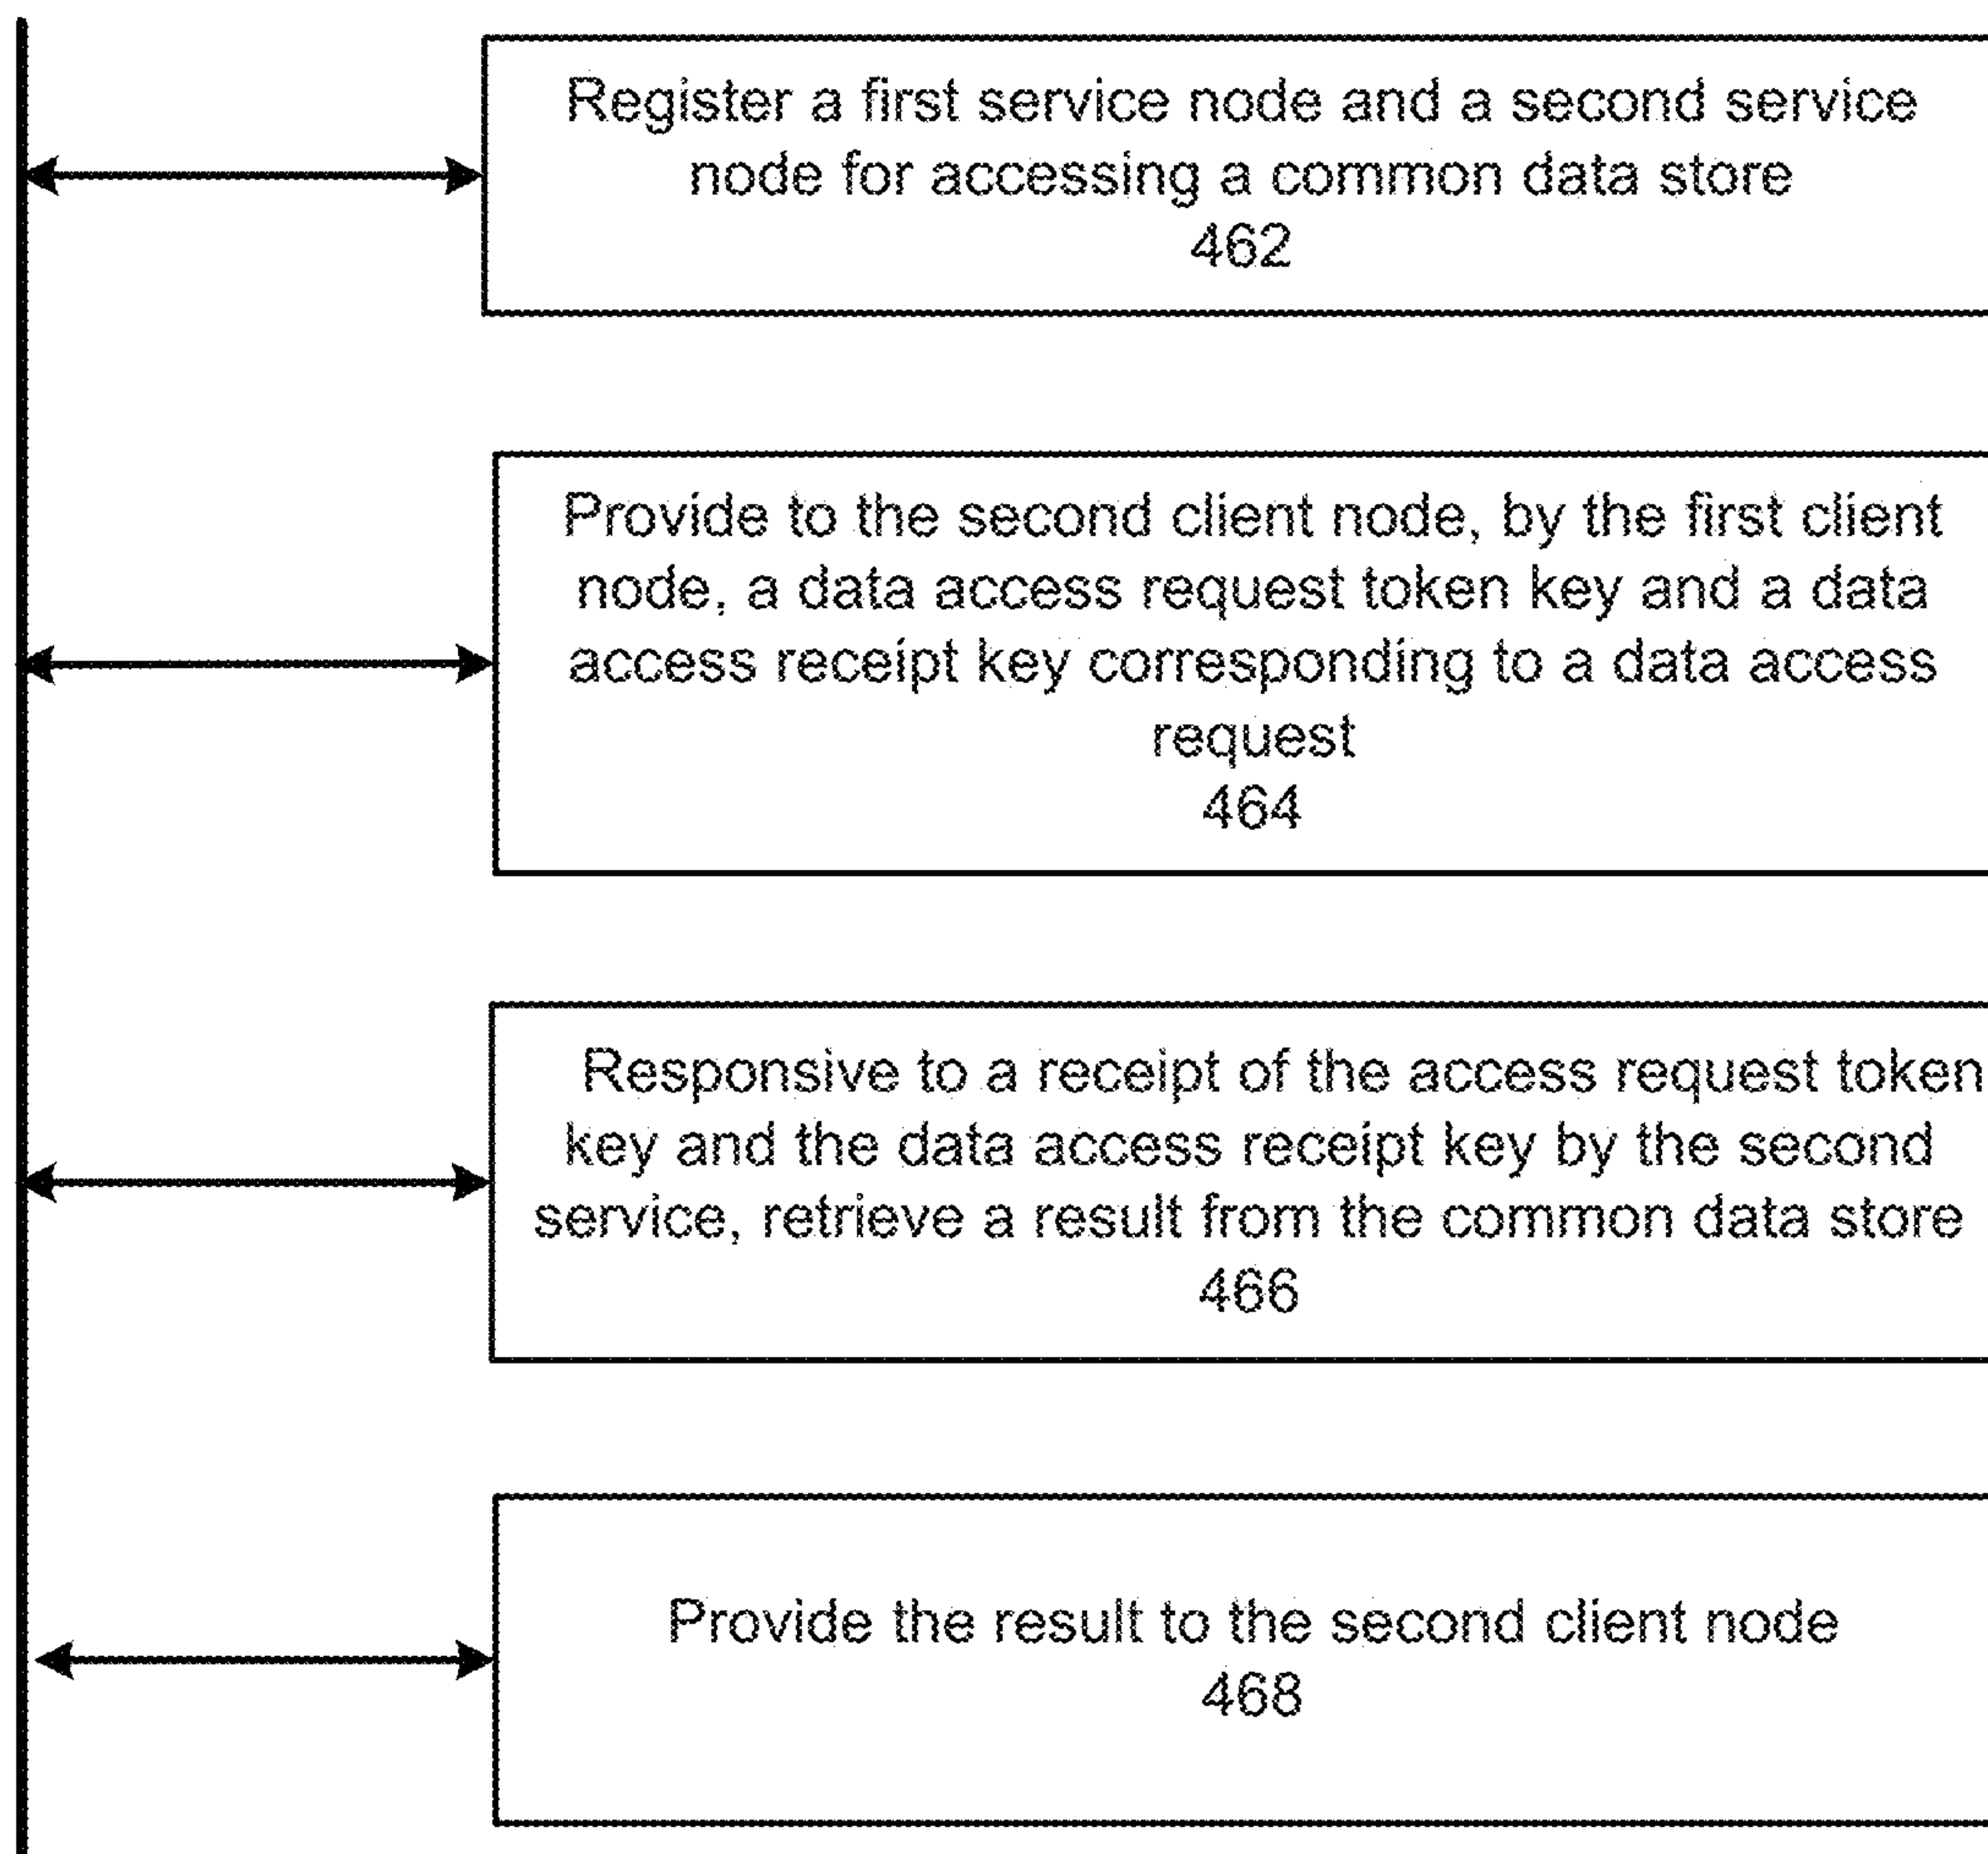 Register a first service node and a second service
node for accessing a common data store
462
Provide to the second client node, by the first client
node, a data access request token key and a data
access receipt key corresponding to a data access
request
464
Responsive to a receipt of the access request token
key and the data access receipt key by the second
service, retrieve a result from the common data store
466
Provide the result to the second client node
468